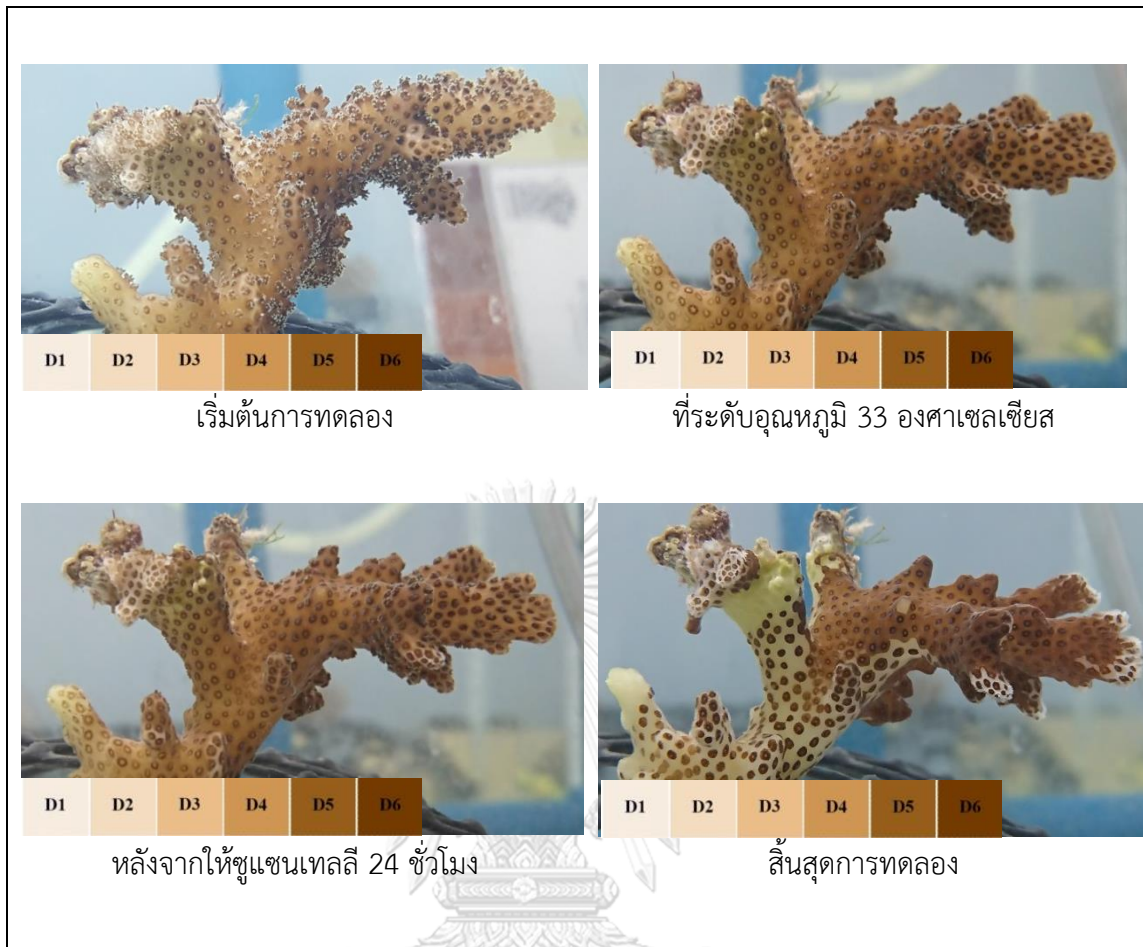 D1 D2 D3 D4 D5 D6
เริ่มต้นการทดลอง
D1 D2 D3 D4 D5 D6
ที่ระดับอุณหภูมิ 33 องศาเซลเซียส
D1 D2 D3 D4 D5 D6
หลังจากให้ซูแซนเทลลี 24 ชั่วโมง
D1 D2 D3 D4 D5 D6
สิ้นสุดการทดลอง